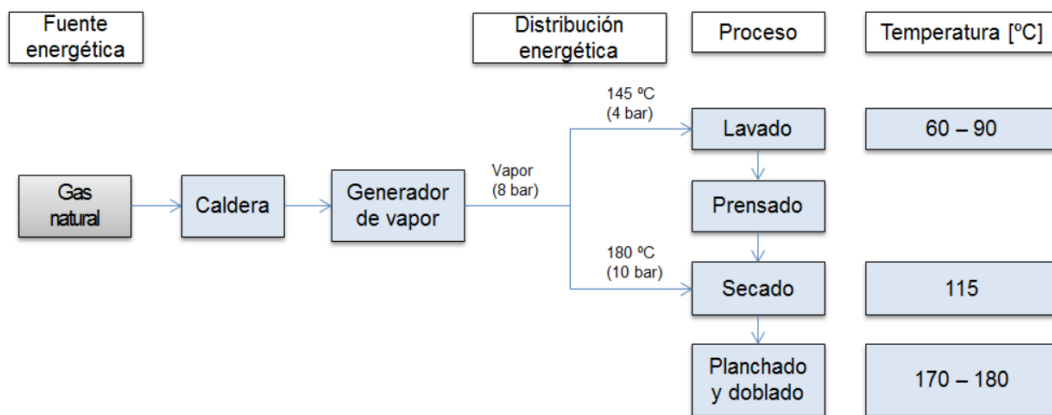 Fuente
energética
Distribución
energética
Proceso
Temperatura [ºC]
145 ºC
(4 bar)
Lavado
60 – 90
Gas
natural
Caldera
Generador
de vapor
Vapor
(8 bar)
Prensado
180 ºC
(10 bar)
Secado
115
Planchado
y doblado
170 – 180